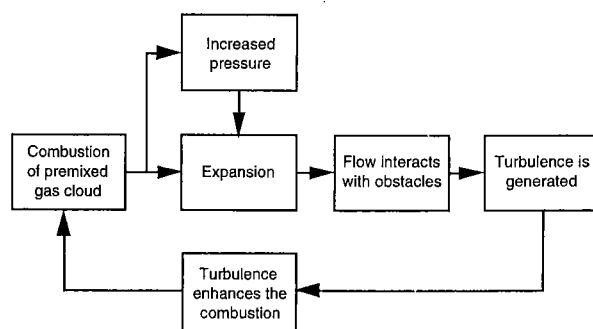 Increased
pressure
Combustion
of premixed
gas cloud
Expansion
Flow interacts
with obstacles
Turbulence is
generated
Turbulence
enhances the
combustion